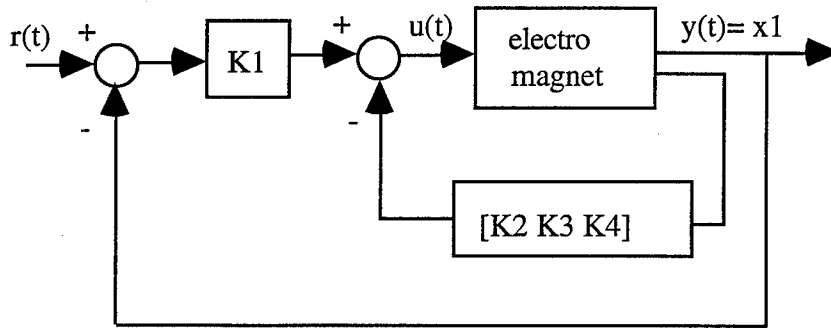 r(t)
+
-
K1
+
-
u(t)
electro
magnet
y(t)= x1
[K2 K3 K4]